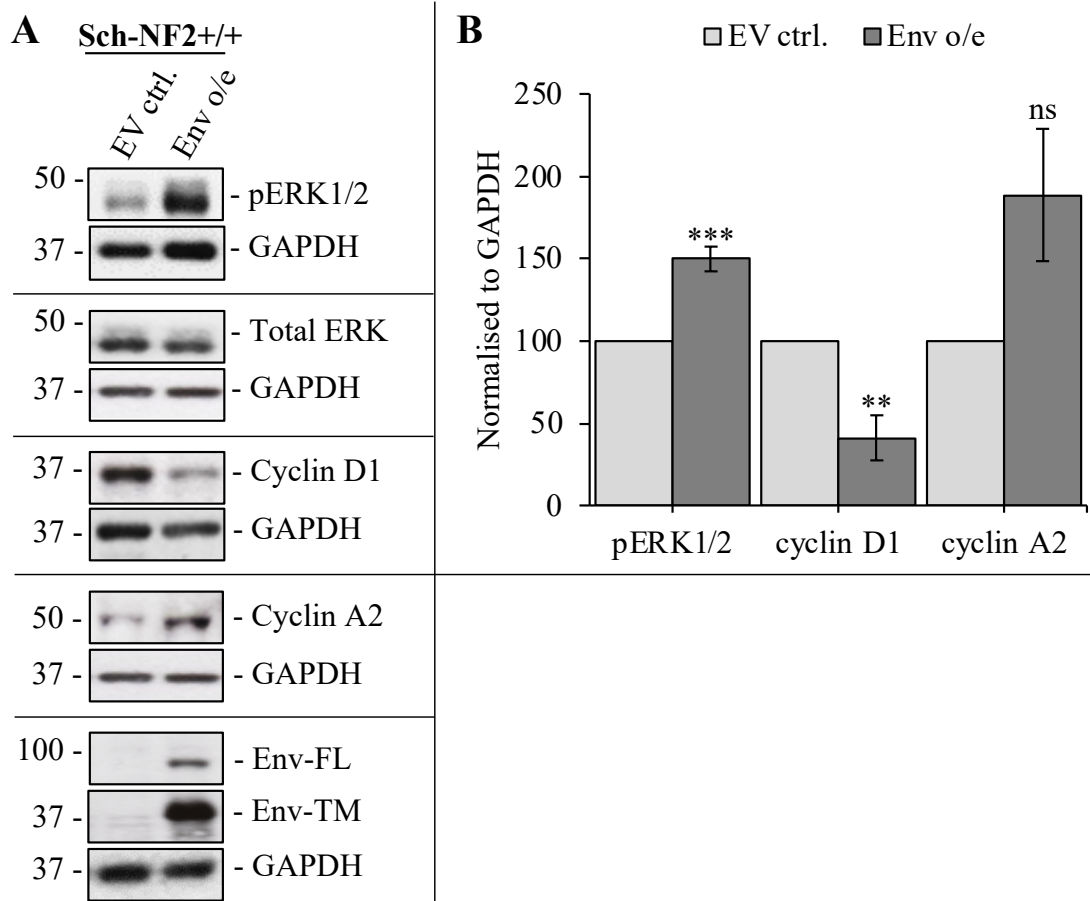 A Sch-NF2+/+
EV ctrl. Env o/e
50 - - pERK1/2
37 - - GAPDH
50 - - Total ERK
37 - - GAPDH
37 - - Cyclin D1
37 - - GAPDH
50 - - Cyclin A2
37 - - GAPDH
100 - - Env-FL
37 - - Env-TM
37 - - GAPDH
B EV ctrl. Env o/e
Normalised to GAPDH
250
200
150
100
50
0
*** ** ns
pERK1/2 cyclin D1 cyclin A2